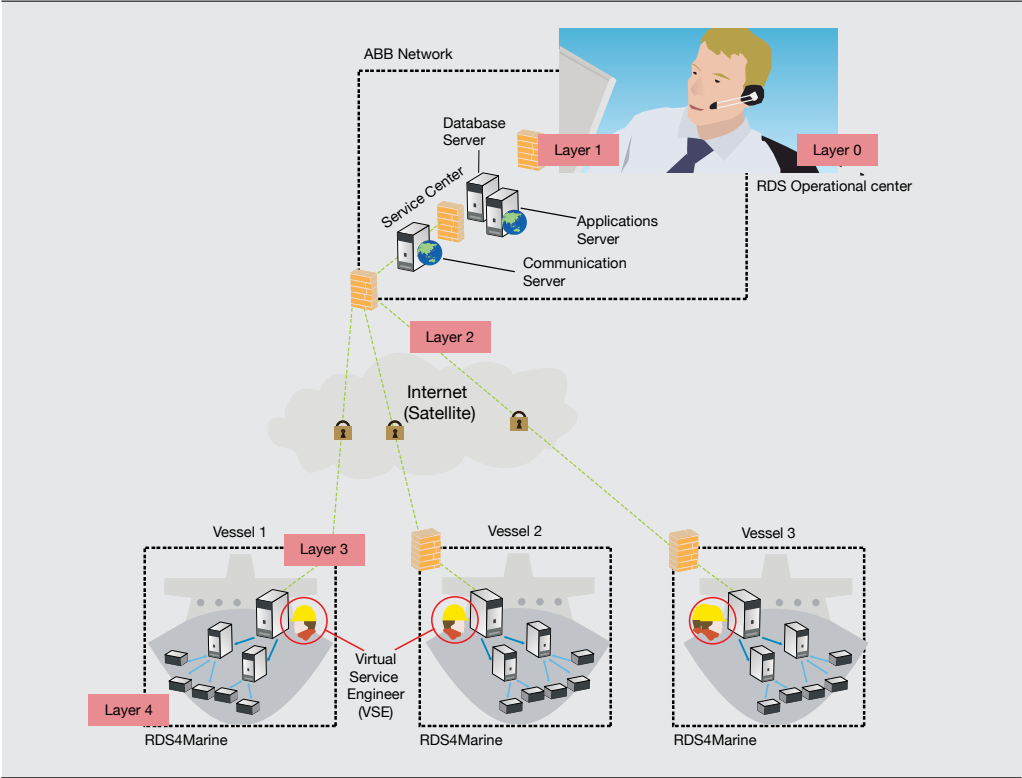 ABB Network
Database
Server
Layer 1
Layer 0
RDS Operational center
Service Center
Applications
Server
Communication
Server
Layer 2
Internet
(Satellite)
Vessel 1
Vessel 2
Vessel 3
Layer 3
Virtual
Service
Engineer
(VSE)
Layer 4
RDS4Marine
RDS4Marine
RDS4Marine